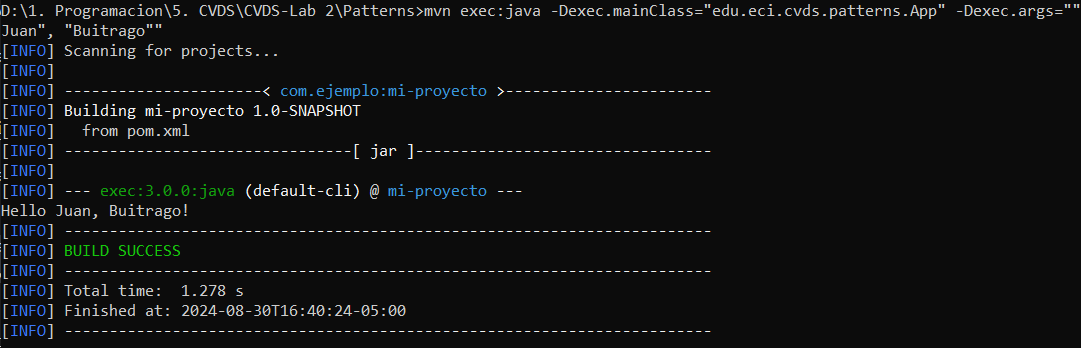 D:\1. Programacion\5. CVDS\CVDS-Lab 2\Patterns>mvn exec:java -Dexec.mainClass="edu.eci.cvds.patterns.App" -Dexec.args=""
Juan", "Buitrago""
[INFO] Scanning for projects...
[INFO]
[INFO] ----------------------< com.ejemplo:mi-proyecto >-----------------------
[INFO] Building mi-proyecto 1.0-SNAPSHOT
[INFO]   from pom.xml
[INFO] --------------------------------[ jar ]---------------------------------
[INFO]
[INFO] --- exec:3.0.0:java (default-cli) @ mi-proyecto ---
Hello Juan, Buitrago!
[INFO] ------------------------------------------------------------------------
[INFO] BUILD SUCCESS
[INFO] ------------------------------------------------------------------------
[INFO] Total time:  1.278 s
[INFO] Finished at: 2024-08-30T16:40:24-05:00
[INFO] ------------------------------------------------------------------------